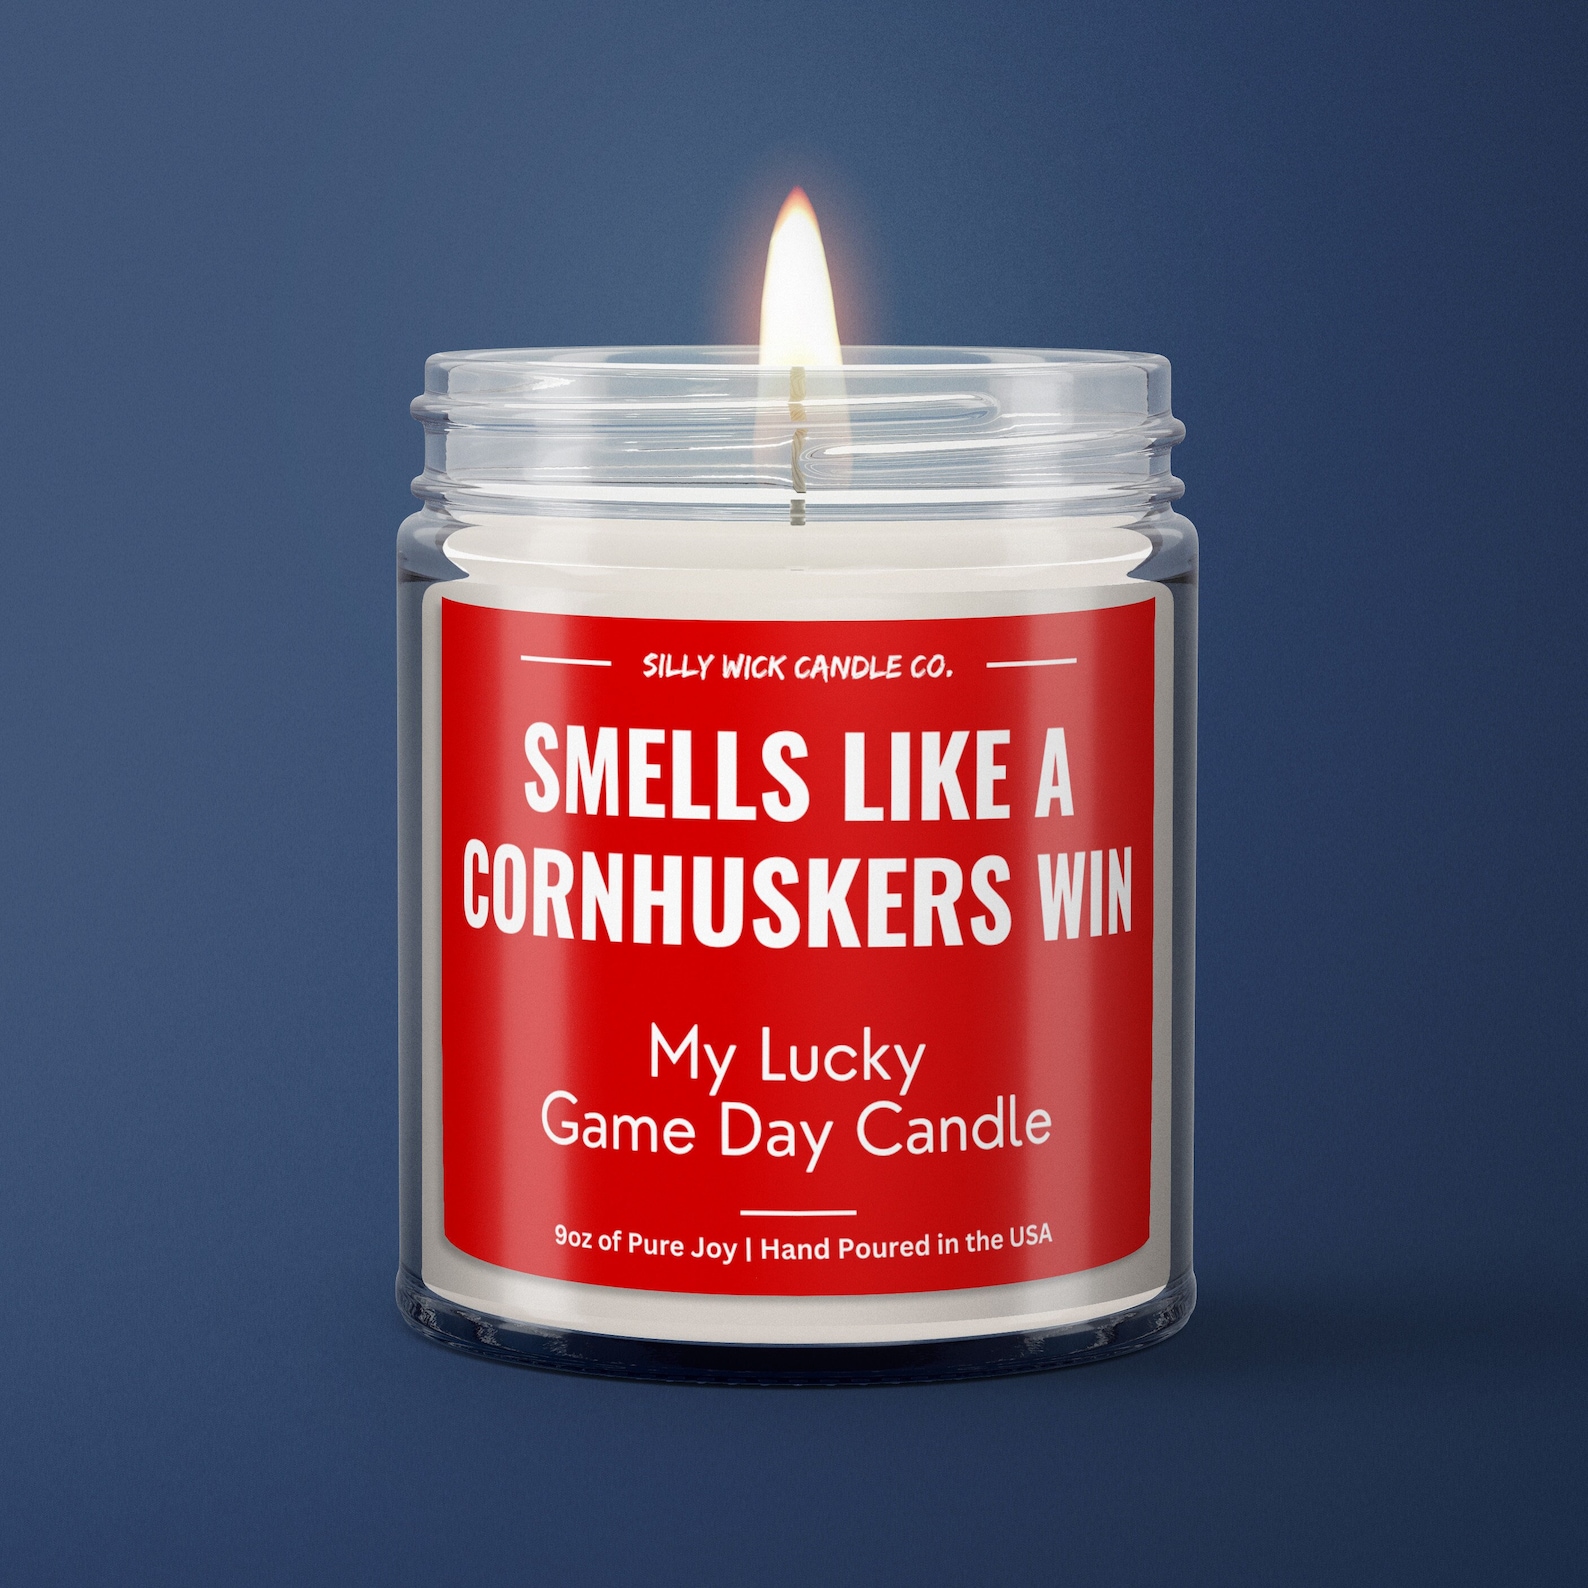 SILLY WICK CANDLE CO.
SMELLS LIKE A
CORNHUSKERS WIN
My Lucky
Game Day Candle
9oz of Pure Joy | Hand Poured in the USA